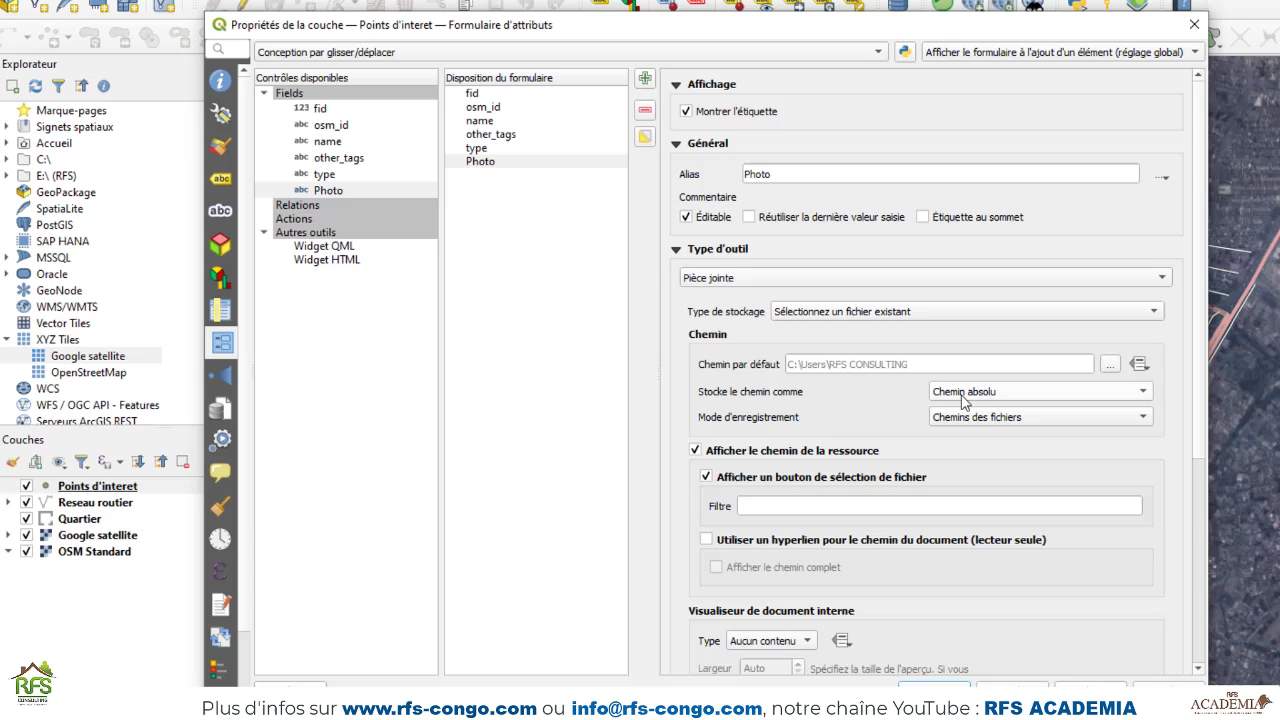 Propriétés de la couche — Points d'interet — Formulaire d'attributs
Explorateur
Marque-pages
Signets spatiaux
Accueil
C:\
E:\ (RFS)
GeoPackage
SpatiaLite
PostGIS
SAP HANA
MSSQL
Oracle
GeoNode
WMS/WMTS
Vector Tiles
XYZ Tiles
Google satellite
OpenStreetMap
WCS
WFS / OGC API - Features
Serveurs ArcGIS REST
Couches
Points d'interet
Reseau routier
Quartier
Google satellite
OSM Standard
Conception par glisser/déplacer
Afficher le formulaire à l'ajout d'un élément (réglage global)
Contrôles disponibles
Fields
123 fid
abc osm_id
abc name
abc other_tags
abc type
abc Photo
Relations
Actions
Autres outils
Widget QML
Widget HTML
Disposition du formulaire
fid
osm_id
name
other_tags
type
Photo
Affichage
Montrer l'étiquette
Général
Alias Photo
Commentaire
Éditable Réutiliser la dernière valeur saisie Étiquette au sommet
Type d'outil
Pièce jointe
Type de stockage Sélectionnez un fichier existant
Chemin
Chemin par défaut C:\Users\RFS CONSULTING ...
Stocke le chemin comme Chemin absolu
Mode d'enregistrement Chemins des fichiers
Afficher le chemin de la ressource
Afficher un bouton de sélection de fichier
Filtre
Utiliser un hyperlien pour le chemin du document (lecteur seule)
Afficher le chemin complet
Visualiseur de document interne
Type Aucun contenu
Largeur Auto Spécifiez la taille de l'aperçu. Si vous
RFS
CONSULTING
Plus d'infos sur www.rfs-congo.com ou info@rfs-congo.com, notre chaîne YouTube : RFS ACADEMIA
RFS
ACADEMIA